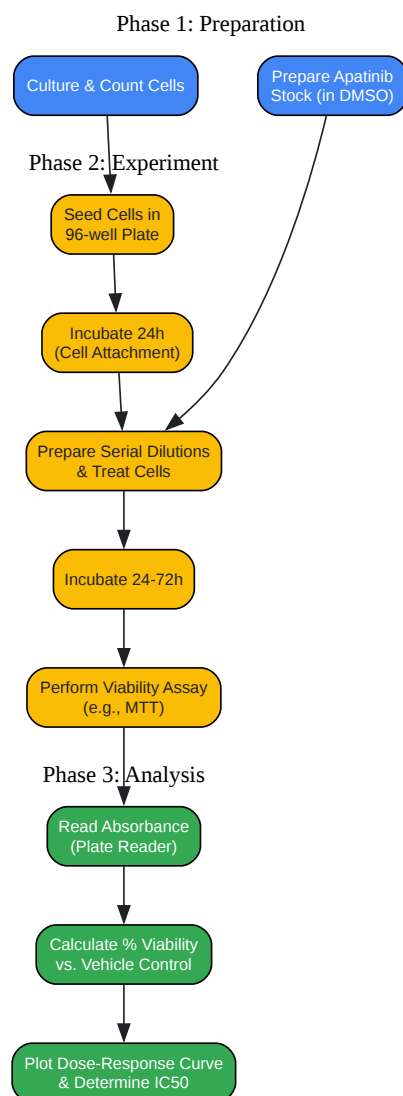 Phase 1: Preparation
Culture & Count Cells
Prepare Apatinib
Stock (in DMSO)
Phase 2: Experiment
Seed Cells in
96-well Plate
Incubate 24h
(Cell Attachment)
Prepare Serial Dilutions
& Treat Cells
Incubate 24-72h
Perform Viability Assay
(e.g., MTT)
Phase 3: Analysis
Read Absorbance
(Plate Reader)
Calculate % Viability
vs. Vehicle Control
Plot Dose-Response Curve
& Determine IC50